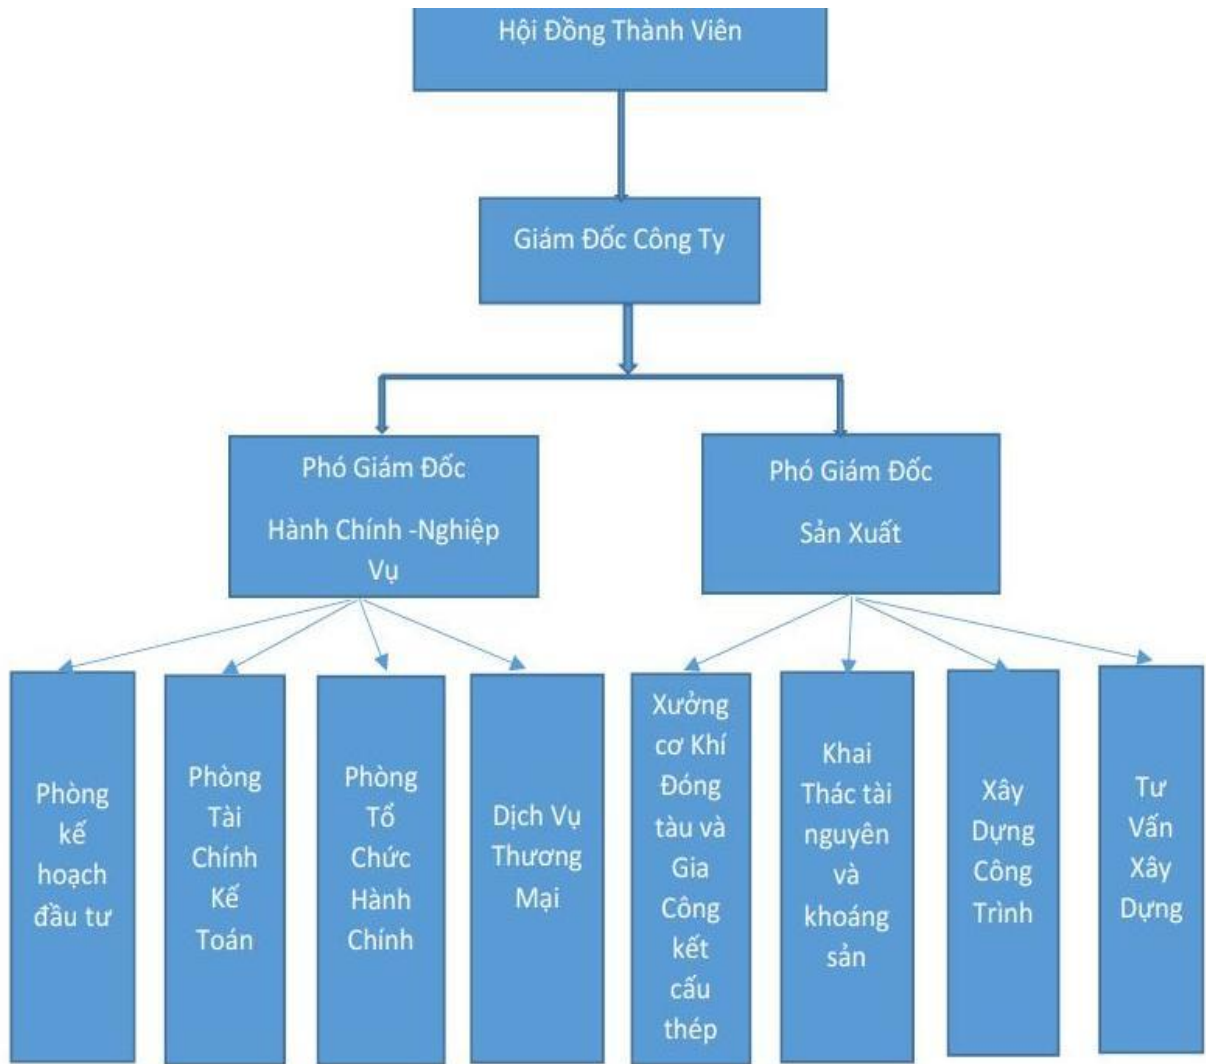 Hội Đồng Thành Viên
Giám Đốc Công Ty
Phó Giám Đốc
Hành Chính -Nghiệp
Vụ
Phó Giám Đốc
Sản Xuất
Phòng
kế
hoạch
đầu tư
Phòng
Tài
Chính
Kế
Toán
Phòng
Tổ
Chức
Hành
Chính
Dịch Vụ
Thương
Mại
Xưởng
cơ Khí
Đóng
tàu và
Gia
Công
kết
cấu
thép
Khai
Thác tài
nguyên
và
khoáng
sản
Xây
Dựng
Công
Trình
Tư
Vấn
Xây
Dựng